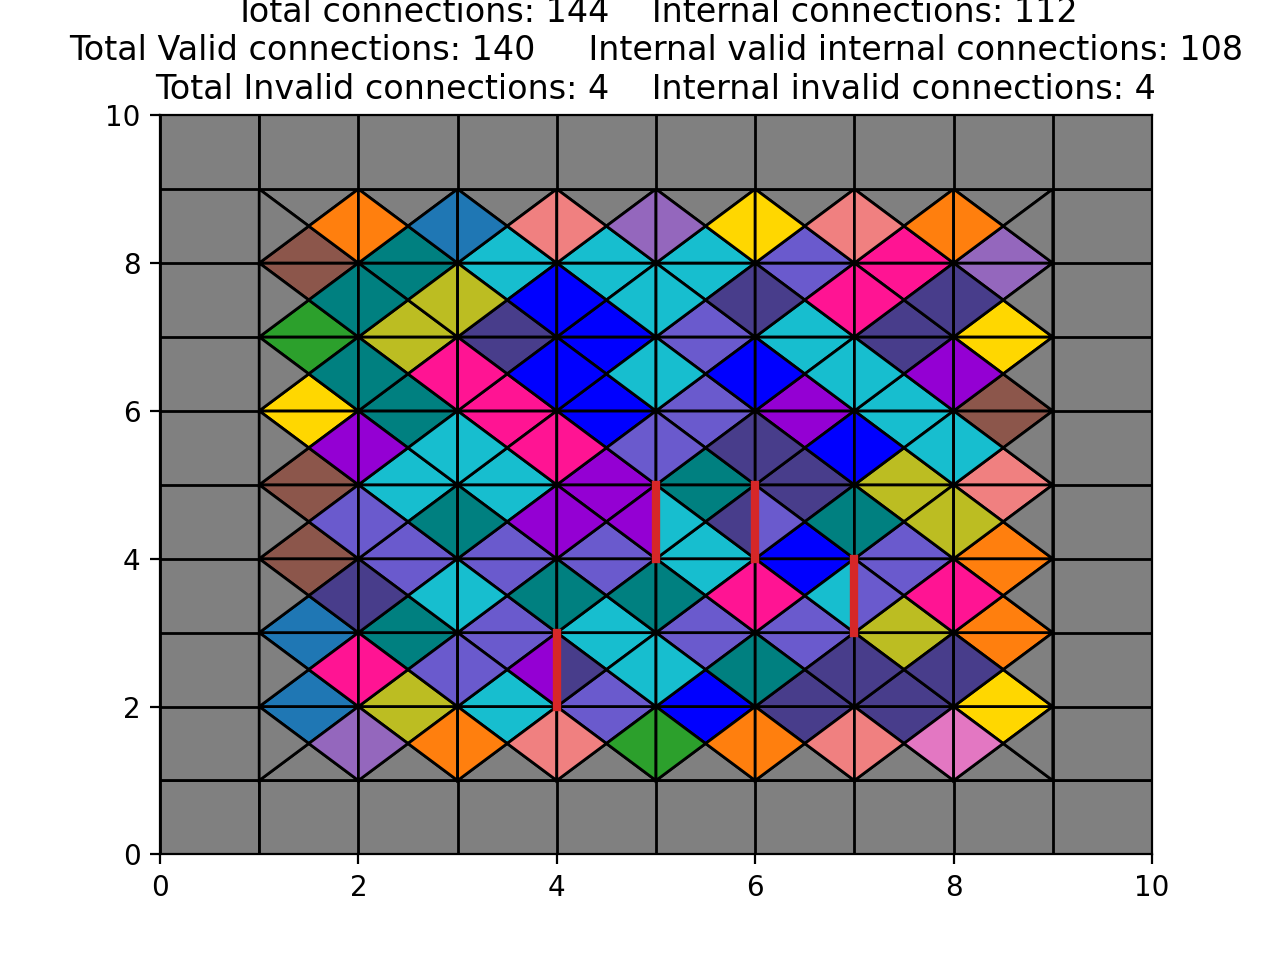 Total connections: 144    Internal connections: 112
Total Valid connections: 140    Internal valid internal connections: 108
Total Invalid connections: 4    Internal invalid connections: 4
10
8
6
4
2
0
0 2 4 6 8 10